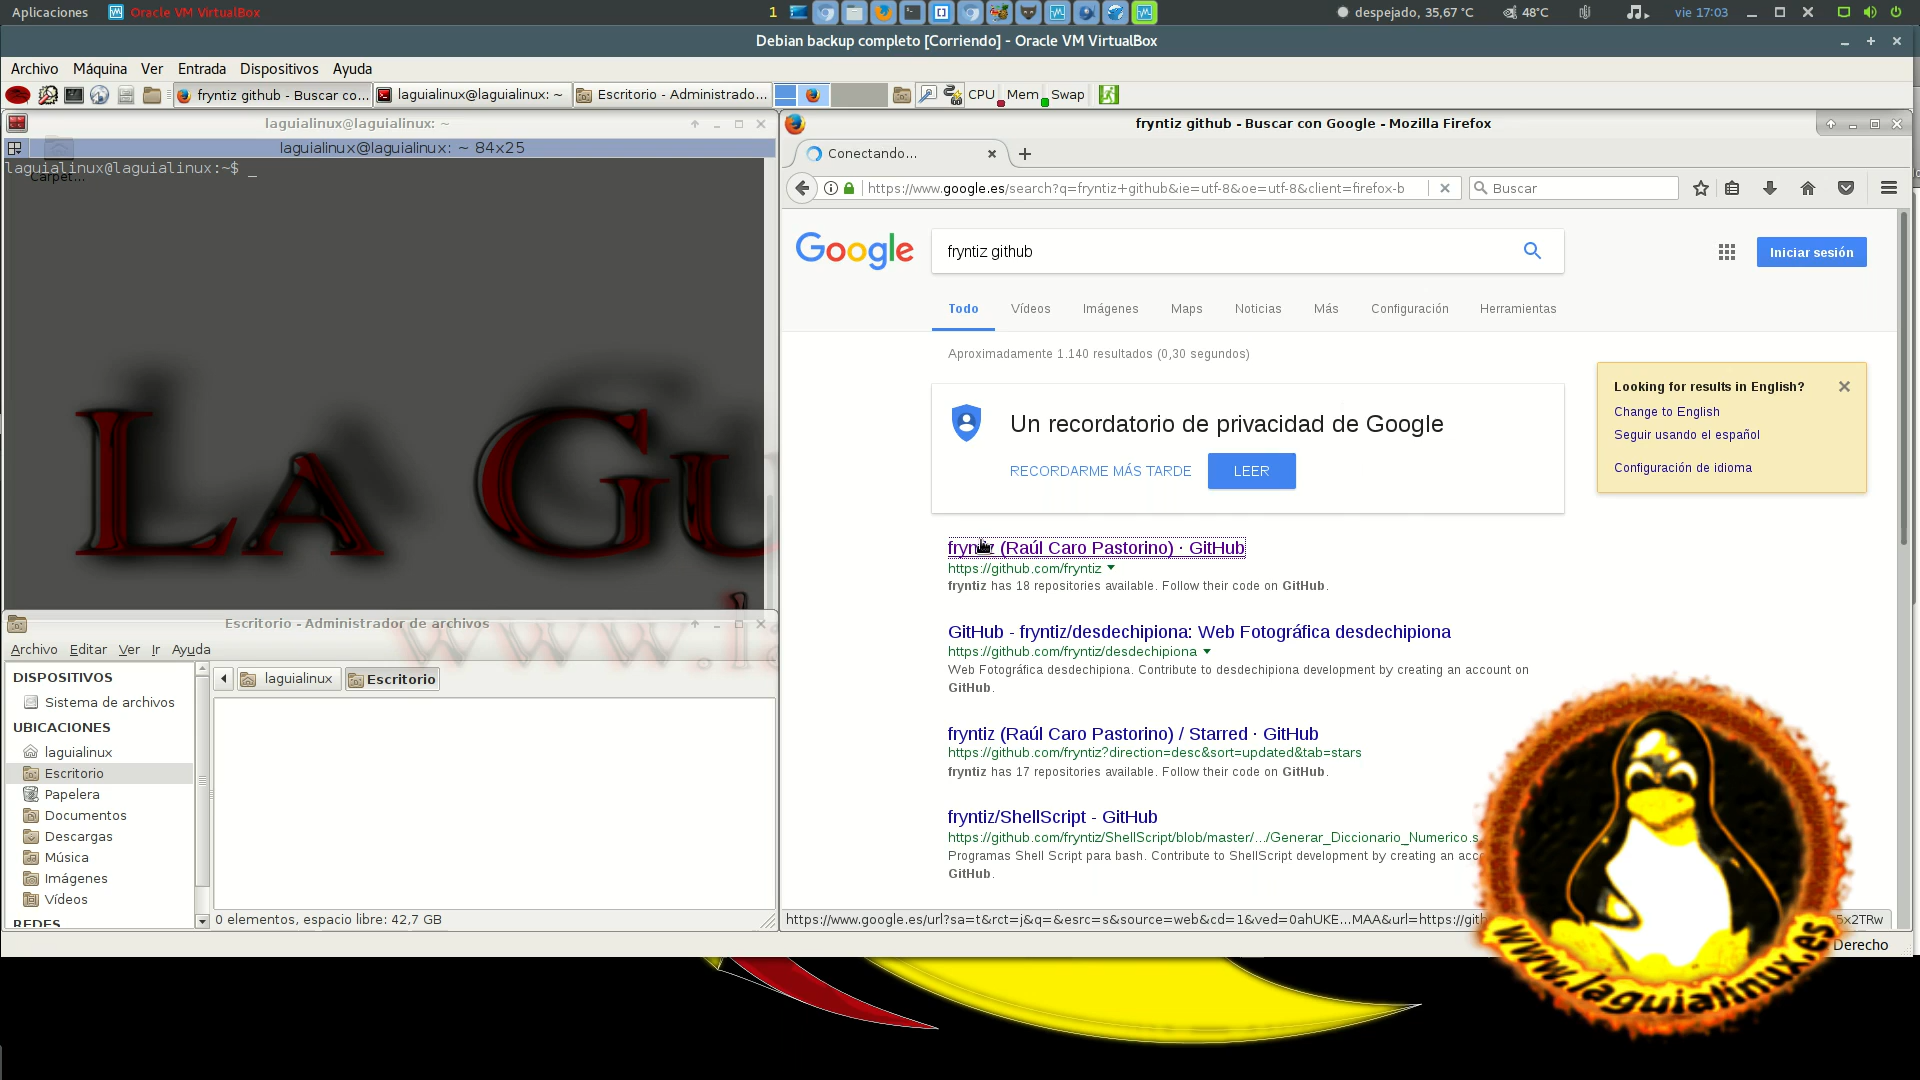 Aplicaciones
Oracle VM VirtualBox
1
despejado, 35,67 °C
48°C
vie 17:03
Debian backup completo [Corriendo] - Oracle VM VirtualBox
Archivo Máquina Ver Entrada Dispositivos Ayuda
fryntiz github - Buscar co...
laguialinux@laguialinux: ~
Escritorio - Administrado...
CPU
Mem
Swap
laguialinux@laguialinux: ~
laguialinux@laguialinux: ~ 84x25
laguialinux@laguialinux:~$ _
Carpet...
LA GU
www.la
Escritorio - Administrador de archivos
Archivo Editar Ver Ir Ayuda
DISPOSITIVOS
Sistema de archivos
UBICACIONES
laguialinux
Escritorio
Papelera
Documentos
Descargas
Música
Imágenes
Vídeos
REDES
laguialinux
Escritorio
0 elementos, espacio libre: 42,7 GB
fryntiz github - Buscar con Google - Mozilla Firefox
Conectando...
https://www.google.es/search?q=fryntiz+github&ie=utf-8&oe=utf-8&client=firefox-b
Buscar
Google
fryntiz github
Iniciar sesión
Todo Vídeos Imágenes Maps Noticias Más Configuración Herramientas
Aproximadamente 1.140 resultados (0,30 segundos)
Un recordatorio de privacidad de Google
RECORDARME MÁS TARDE
LEER
Looking for results in English?
Change to English
Seguir usando el español
Configuración de idioma
fryntiz (Raúl Caro Pastorino) · GitHub
https://github.com/fryntiz
fryntiz has 18 repositories available. Follow their code on GitHub.
GitHub - fryntiz/desdechipiona: Web Fotográfica desdechipiona
https://github.com/fryntiz/desdechipiona
Web Fotográfica desdechipiona. Contribute to desdechipiona development by creating an account on
GitHub.
fryntiz (Raúl Caro Pastorino) / Starred · GitHub
https://github.com/fryntiz?direction=desc&sort=updated&tab=stars
fryntiz has 17 repositories available. Follow their code on GitHub.
fryntiz/ShellScript - GitHub
https://github.com/fryntiz/ShellScript/blob/master/.../Generar_Diccionario_Numerico.s
Programas Shell Script para bash. Contribute to ShellScript development by creating an acc
GitHub.
https://www.google.es/url?sa=t&rct=j&q=&esrc=s&source=web&cd=1&ved=0ahUKE...MAA&url=https://gith
5x2TRw
Derecho
www.laguialinux.es